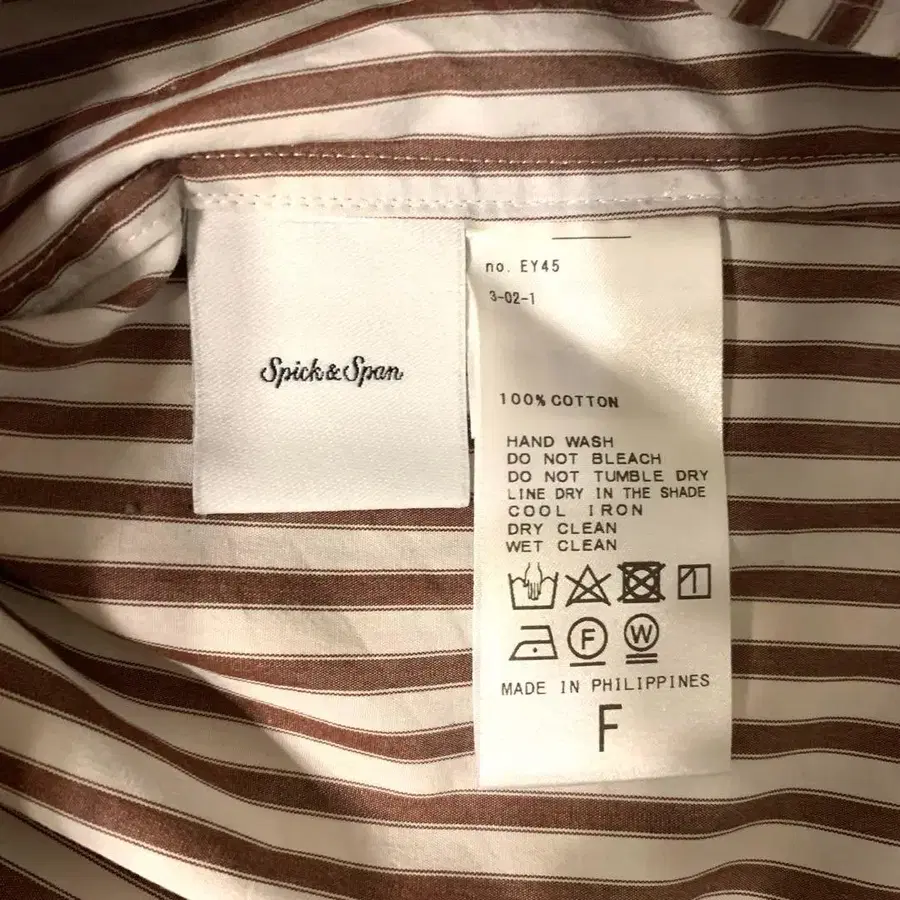 Spick & Span
no. EY45
3-02-1
100% COTTON
HAND WASH
DO NOT BLEACH
DO NOT TUMBLE DRY
LINE DRY IN THE SHADE
COOL IRON
DRY CLEAN
WET CLEAN
F W
MADE IN PHILIPPINES
F